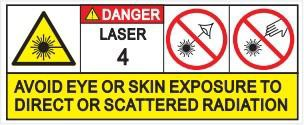 DANGER
LASER
4
AVOID EYE OR SKIN EXPOSURE TO
DIRECT OR SCATTERED RADIATION